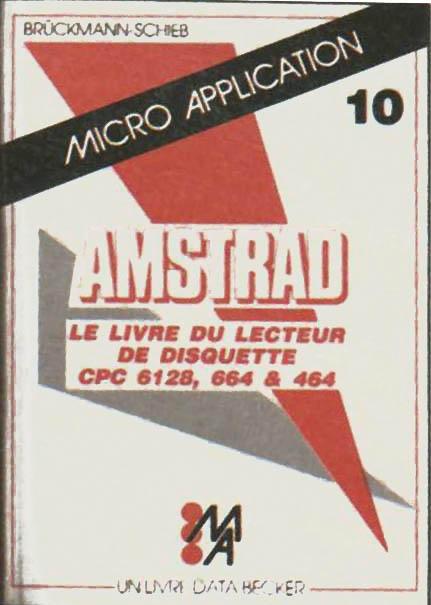 BRÜCKMANN-SCHIEB
MICRO APPLICATION
10
AMSTRAD
LE LIVRE DU LECTEUR
DE DISQUETTE
CPC 6128, 664 & 464
MA
UN LIVRE DATA BECKER